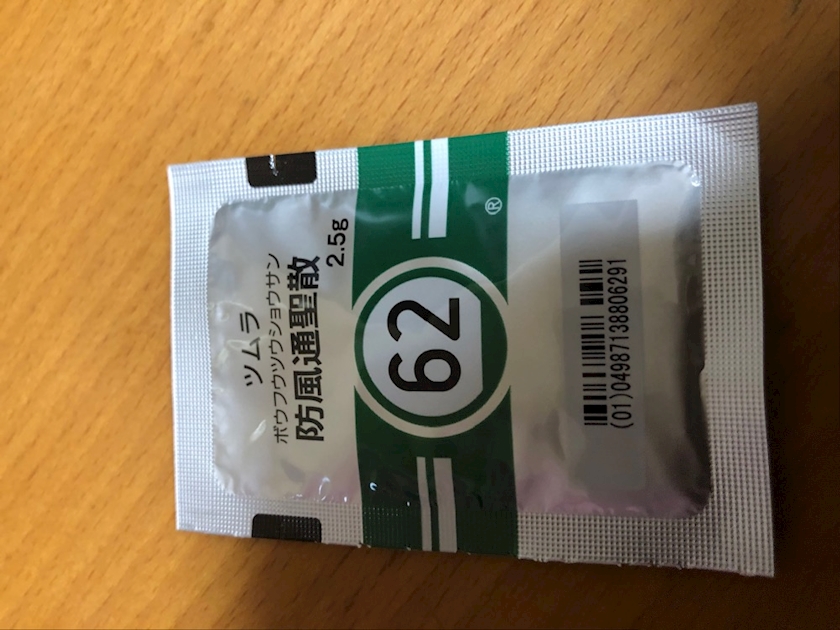 ツムラ
ボウフウツウショウサン
防風通聖散
2.5g
62
®
(01)04987138806291